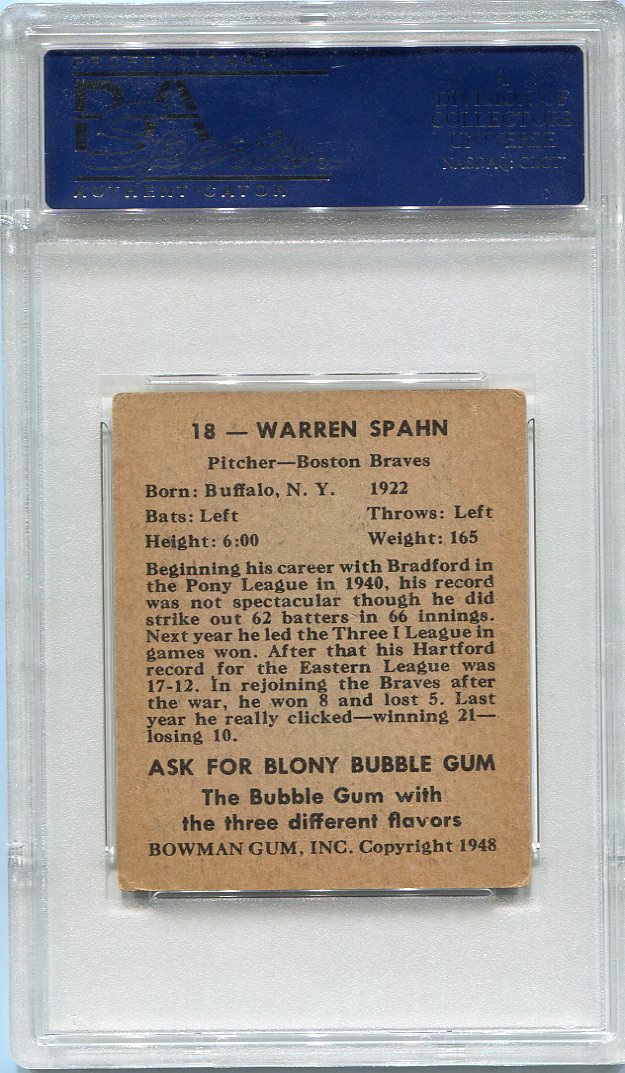 PROFESSIONAL
PSA
Sports
AUTHENTICATOR
A
DIVISION OF
COLLECTORS
UNIVERSE
NASDAQ: CLCT
18 — WARREN SPAHN
Pitcher—Boston Braves
Born: Buffalo, N. Y. 1922
Bats: Left Throws: Left
Height: 6:00 Weight: 165
Beginning his career with Bradford in
the Pony League in 1940, his record
was not spectacular though he did
strike out 62 batters in 66 innings.
Next year he led the Three I League in
games won. After that his Hartford
record for the Eastern League was
17-12. In rejoining the Braves after
the war, he won 8 and lost 5. Last
year he really clicked—winning 21—
losing 10.
ASK FOR BLONY BUBBLE GUM
The Bubble Gum with
the three different flavors
BOWMAN GUM, INC. Copyright 1948